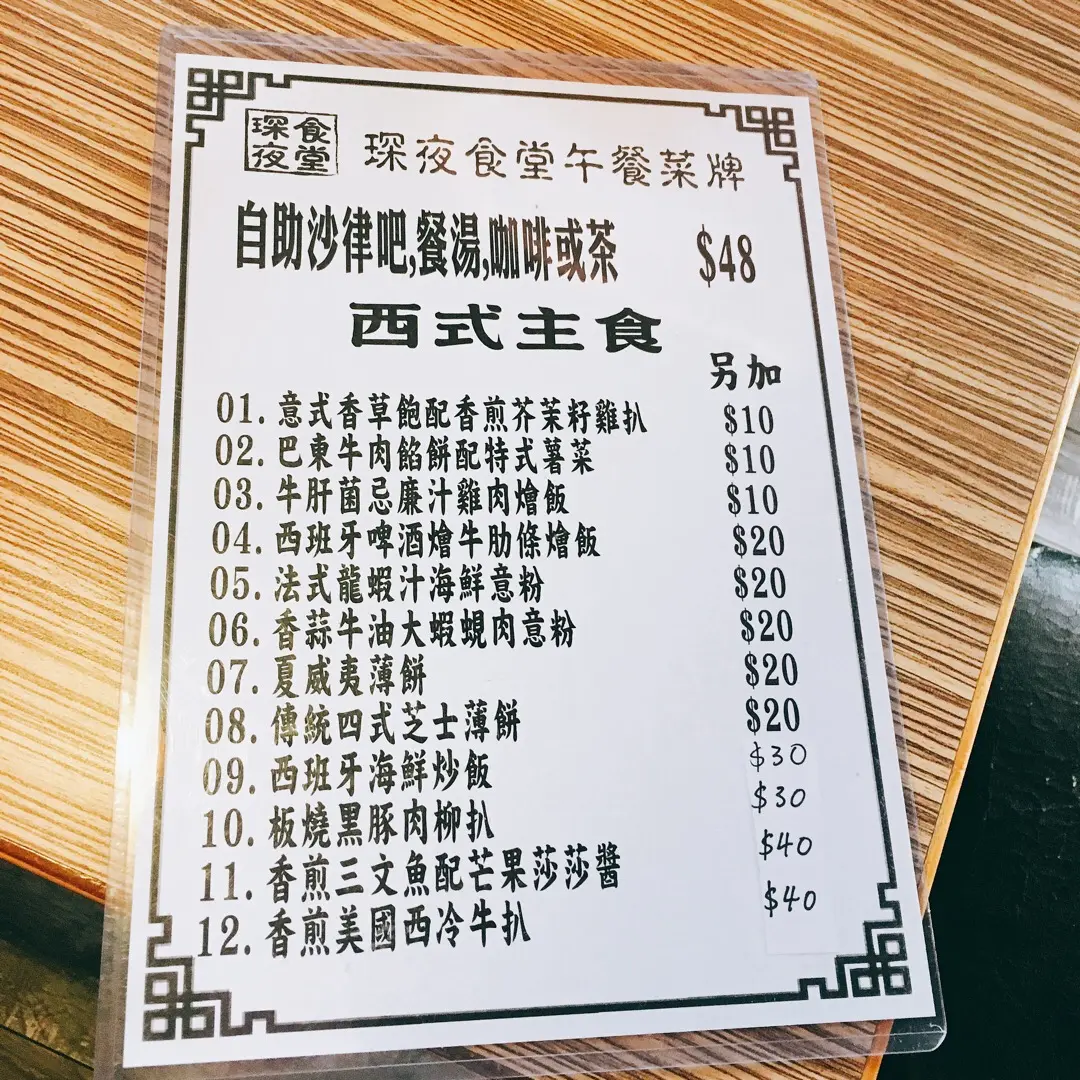 琛夜食堂
琛夜食堂午餐菜牌
自助沙律吧,餐湯,咖啡或茶 $48
西式主食
另加
01. 意式香草飽配香煎芥茉籽雞扒 $10
02. 巴東牛肉餡餅配特式薯菜 $10
03. 牛肝菌忌廉汁雞肉燴飯 $10
04. 西班牙啤酒燴牛肋條燴飯 $20
05. 法式龍蝦汁海鮮意粉 $20
06. 香蒜牛油大蝦蜆肉意粉 $20
07. 夏威夷薄餅 $20
08. 傳統四式芝士薄餅 $20
09. 西班牙海鮮炒飯 $30
10. 板燒黑豚肉柳扒 $30
11. 香煎三文魚配芒果莎莎醬 $40
12. 香煎美國西冷牛扒 $40